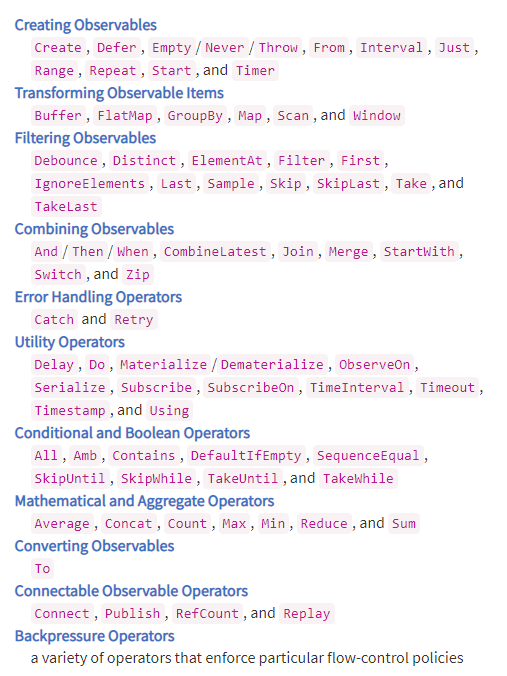 Creating Observables
Create , Defer , Empty / Never / Throw , From , Interval , Just ,
Range , Repeat , Start , and Timer
Transforming Observable Items
Buffer , FlatMap , GroupBy , Map , Scan , and Window
Filtering Observables
Debounce , Distinct , ElementAt , Filter , First ,
IgnoreElements , Last , Sample , Skip , SkipLast , Take , and
TakeLast
Combining Observables
And / Then / When , CombineLatest , Join , Merge , StartWith ,
Switch , and Zip
Error Handling Operators
Catch and Retry
Utility Operators
Delay , Do , Materialize / Dematerialize , ObserveOn ,
Serialize , Subscribe , SubscribeOn , TimeInterval , Timeout ,
Timestamp , and Using
Conditional and Boolean Operators
All , Amb , Contains , DefaultIfEmpty , SequenceEqual ,
SkipUntil , SkipWhile , TakeUntil , and TakeWhile
Mathematical and Aggregate Operators
Average , Concat , Count , Max , Min , Reduce , and Sum
Converting Observables
To
Connectable Observable Operators
Connect , Publish , RefCount , and Replay
Backpressure Operators
a variety of operators that enforce particular flow-control policies